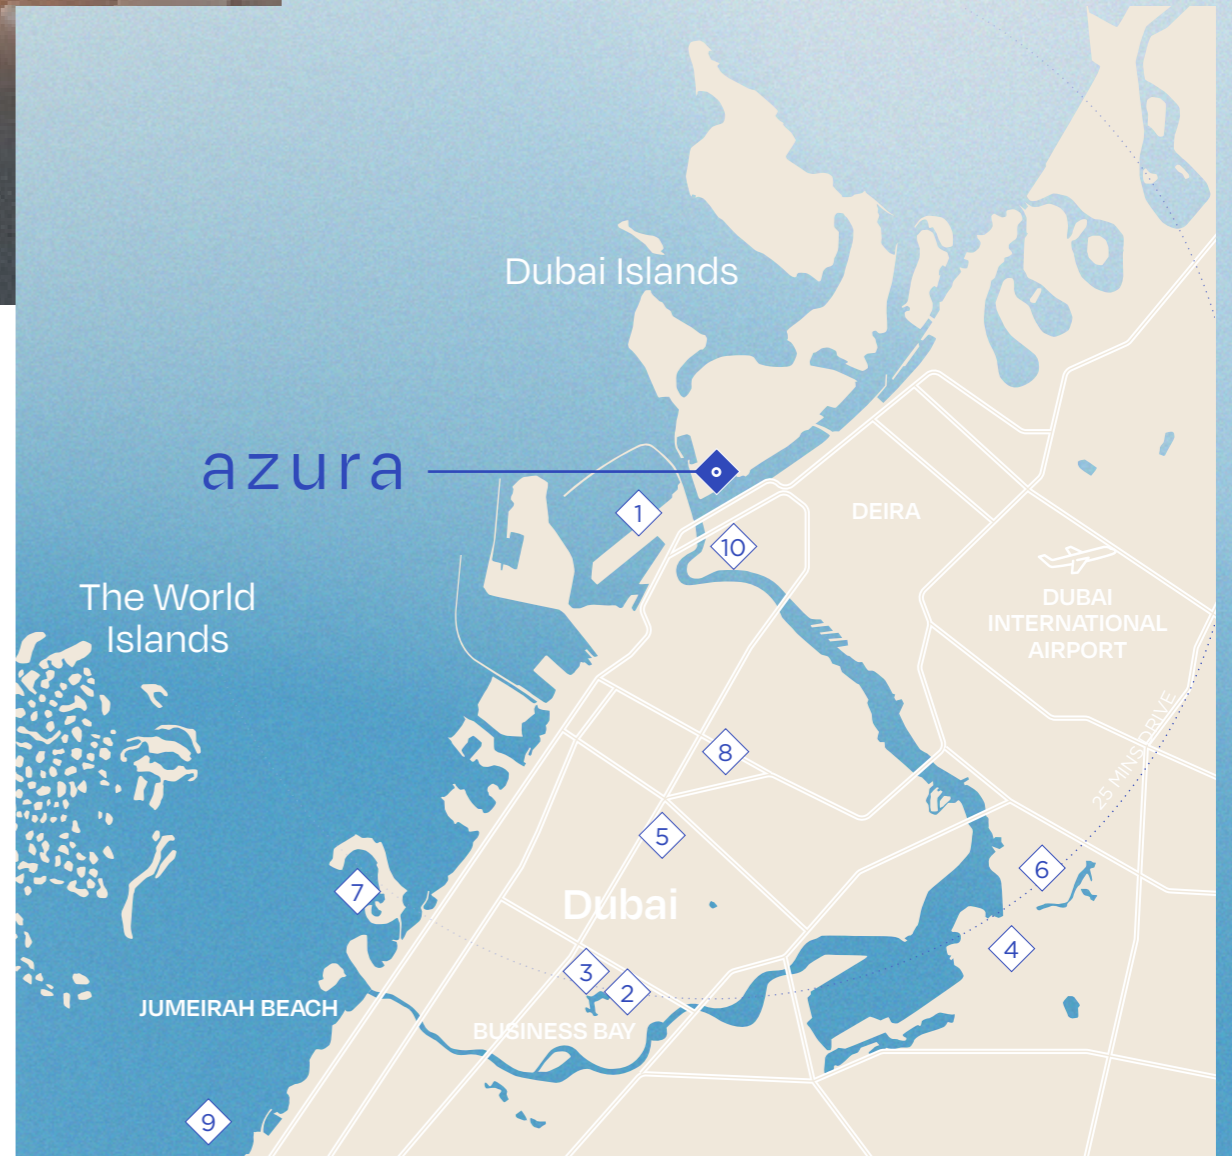 Dubai Islands
azura
1
10
DEIRA
DUBAI
INTERNATIONAL
AIRPORT
The World
Islands
25 MINS DRIVE
8
5
6
7
Dubai
4
3
2
JUMEIRAH BEACH
BUSINESS BAY
9